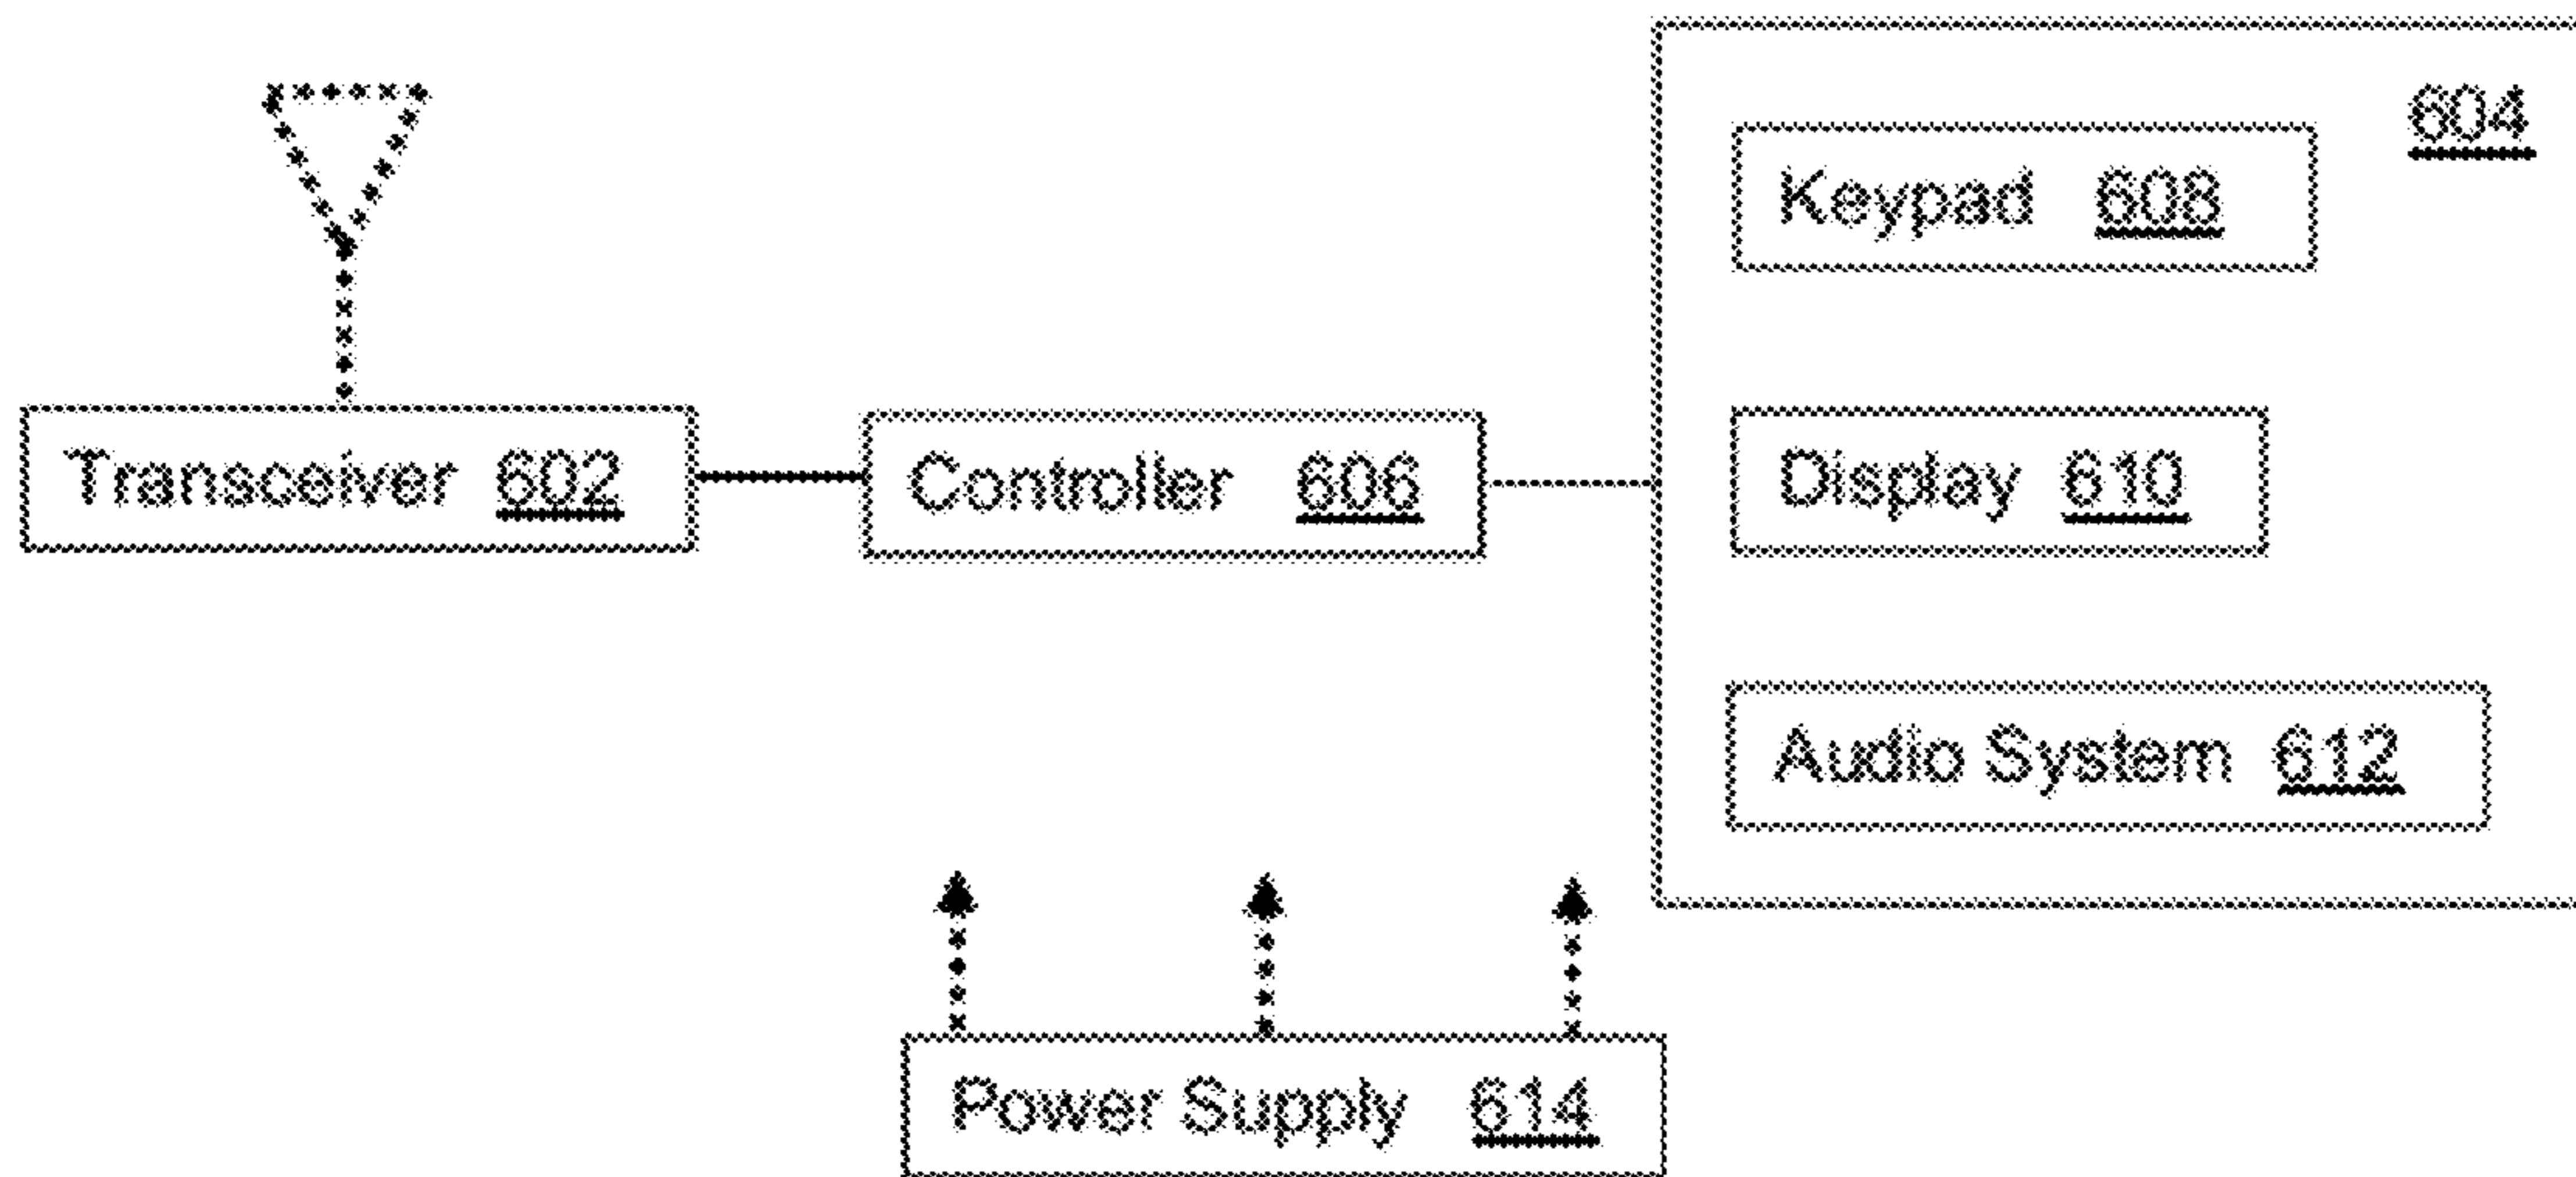 604
Keypad 608
Transceiver 602
Controller 606
Display 610
Audio System 612
Power Supply 614